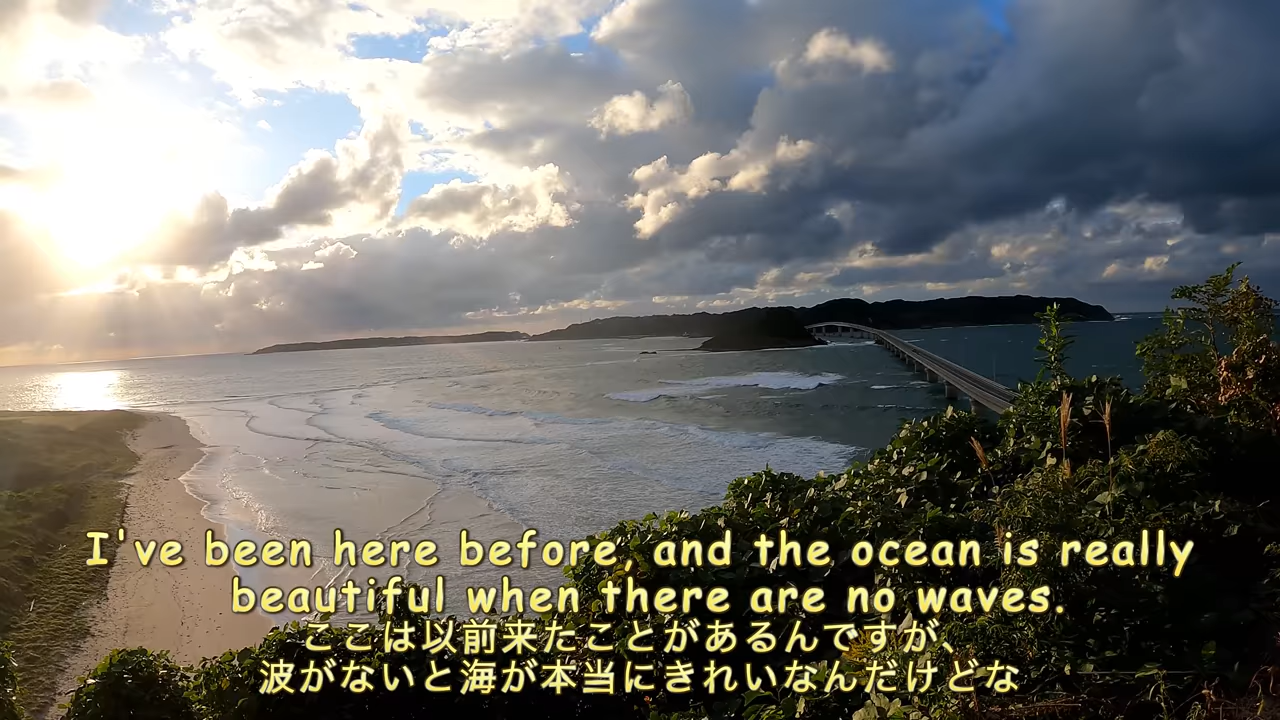 I've been here before, and the ocean is really
beautiful when there are no waves.
ここは以前来たことがあるんですが、
波がないと海が本当にきれいなんだけどな